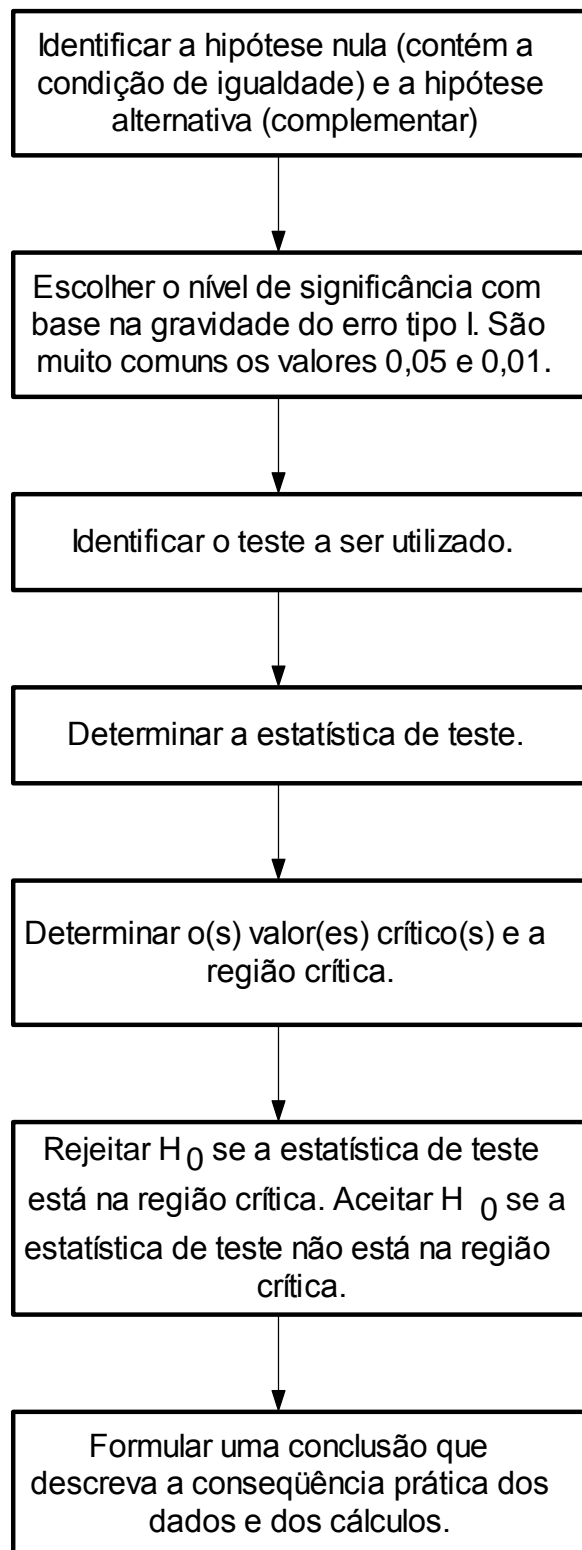 Identificar a hipótese nula (contém a
condição de igualdade) e a hipótese
alternativa (complementar)
Escolher o nível de significância com
base na gravidade do erro tipo I. São
muito comuns os valores 0,05 e 0,01.
Identificar o teste a ser utilizado.
Determinar a estatística de teste.
Determinar o(s) valor(es) crítico(s) e a
região crítica.
Rejeitar H0 se a estatística de teste
está na região crítica. Aceitar H 0 se a
estatística de teste não está na região
crítica.
Formular uma conclusão que
descreva a conseqüência prática dos
dados e dos cálculos.